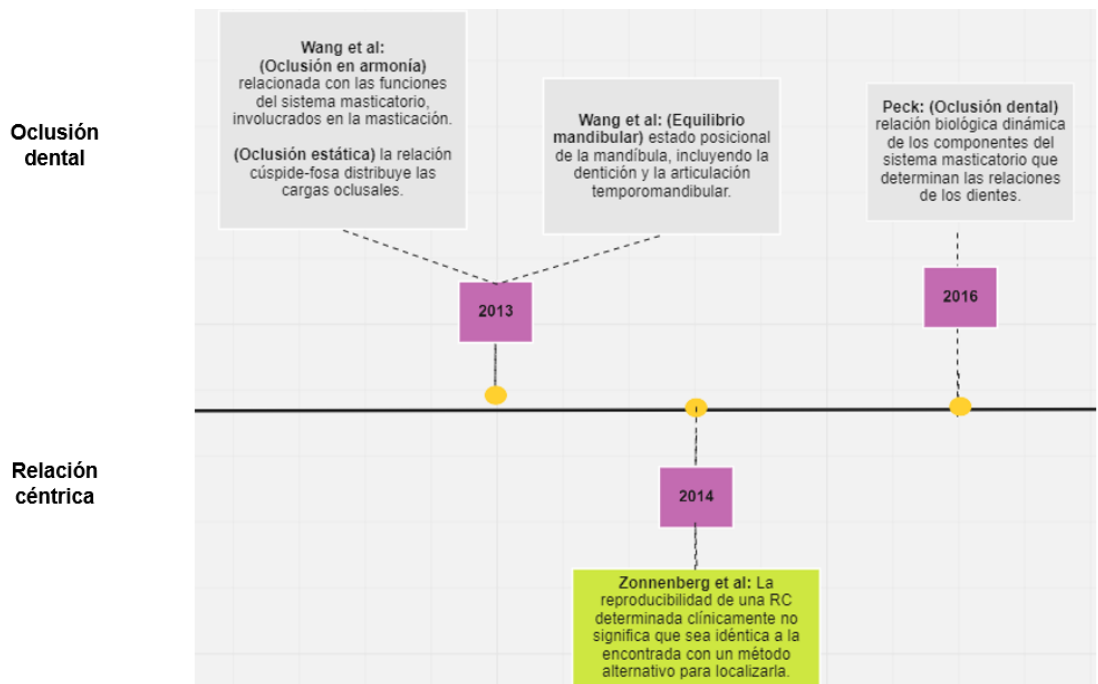 Oclusión
dental
Wang et al:
(Oclusión en armonía)
relacionada con las funciones
del sistema masticatorio,
involucrados en la masticación.
(Oclusión estática) la relación
cúspide-fosa distribuye las
cargas oclusales.
Wang et al: (Equilibrio
mandibular) estado posicional
de la mandíbula, incluyendo la
dentición y la articulación
temporomandibular.
Peck: (Oclusión dental)
relación biológica dinámica
de los componentes del
sistema masticatorio que
determinan las relaciones
de los dientes.
2013
2016
Relación
céntrica
2014
Zonnenberg et al: La
reproducibilidad de una RC
determinada clínicamente no
significa que sea idéntica a la
encontrada con un método
alternativo para localizarla.